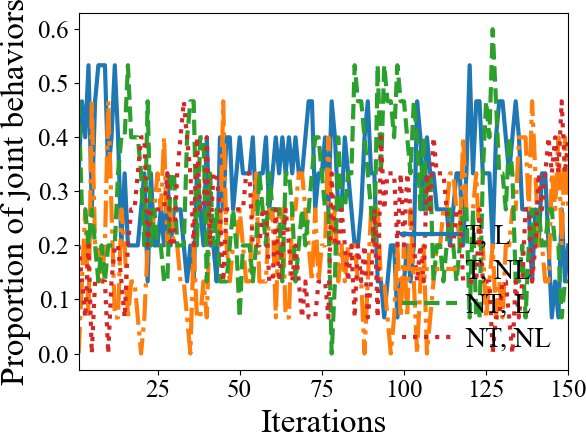 Proportion of joint behaviors
0.6
0.5
0.4
0.3
0.2
0.1
0.0
T, L
T, NL
NT, L
NT, NL
25
50
75
100
125
150
Iterations